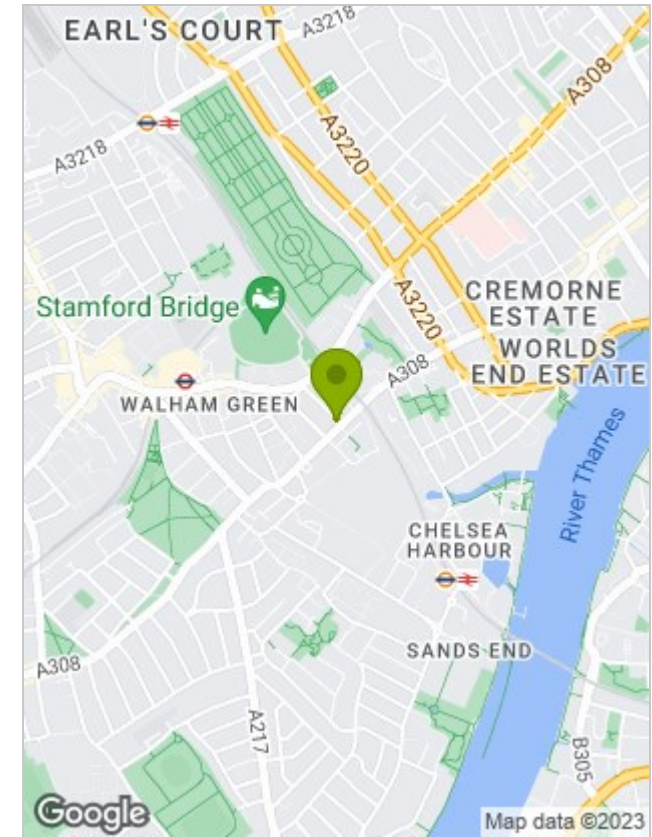 EARL'S COURT
A3218
A308
A3220
A3218
Stamford Bridge
A3220
CREMORNE
ESTATE
WORLDS
END ESTATE
A308
WALHAM GREEN
River Thames
CHELSEA
HARBOUR
SANDS END
A308
A217
B305
Google
Map data ©2023